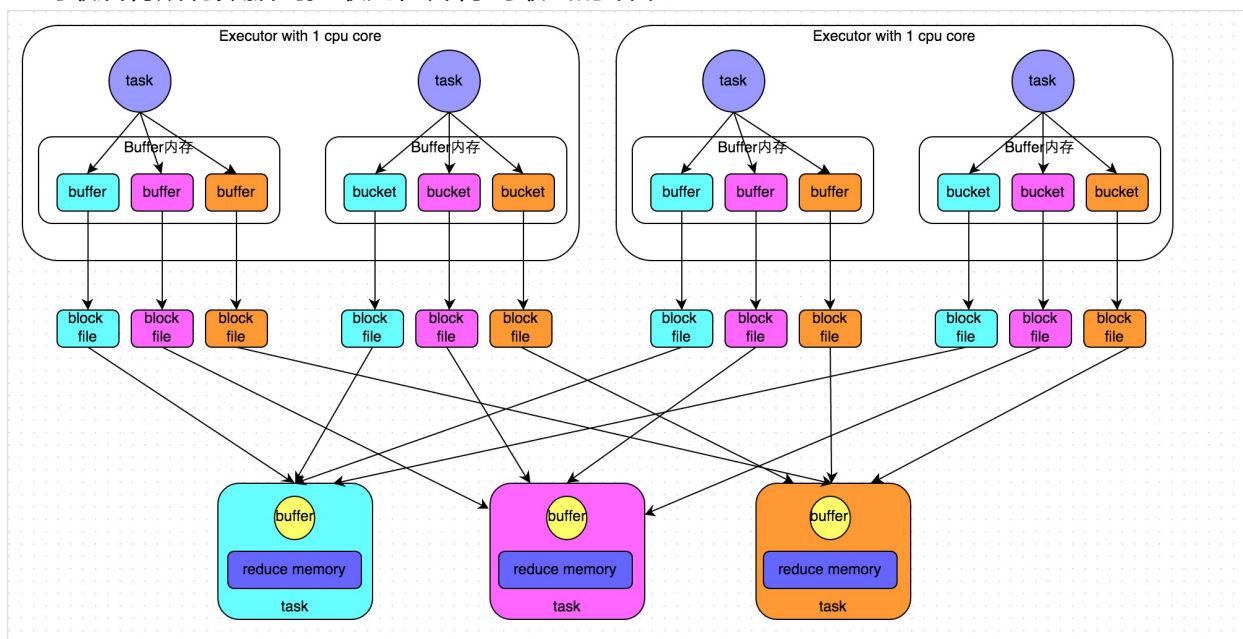 Executor with 1 cpu core
Executor with 1 cpu core
task
task
task
task
Buffer内存
Buffer内存
Buffer内存
Buffer内存
buffer
buffer
buffer
bucket
bucket
bucket
buffer
buffer
buffer
bucket
bucket
bucket
block
file
block
file
block
file
block
file
block
file
block
file
block
file
block
file
block
file
block
file
block
file
block
file
buffer
buffer
buffer
reduce memory
reduce memory
reduce memory
task
task
task